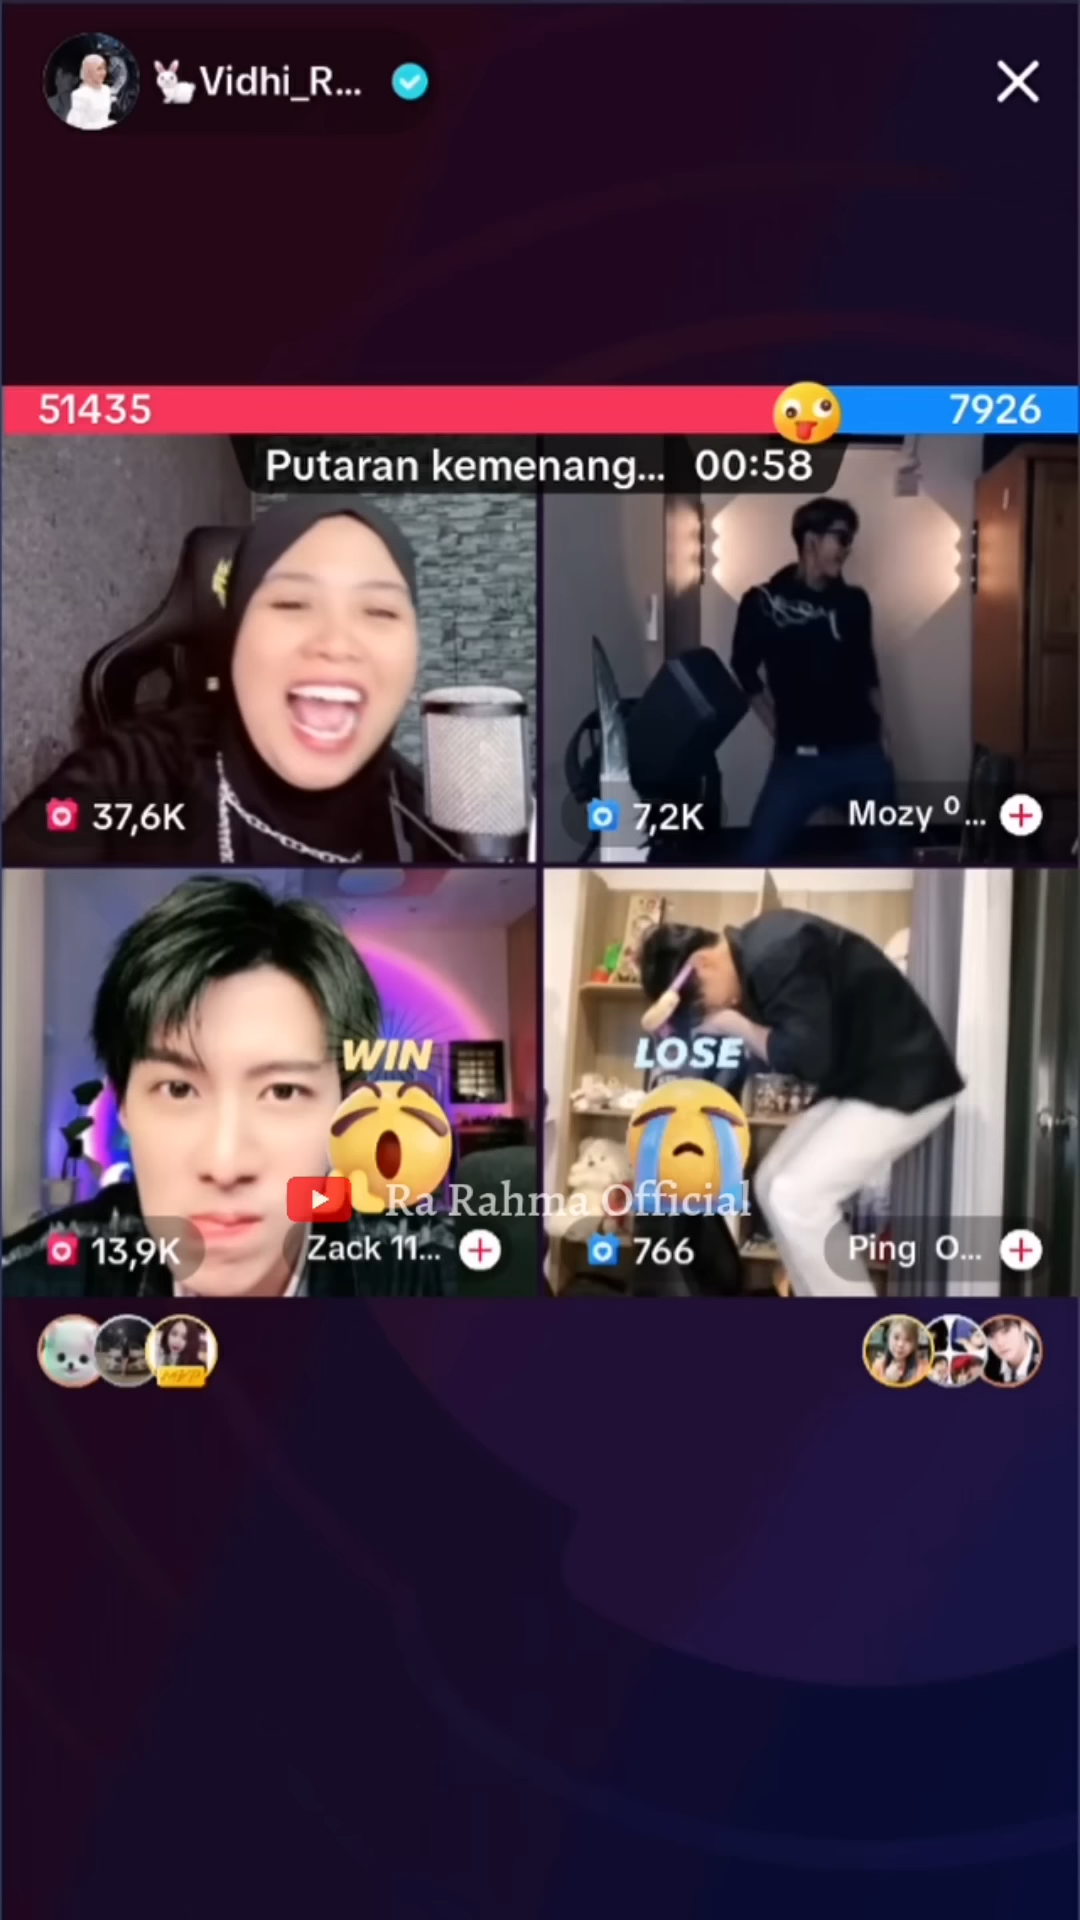 Vidhi_R...
51435
7926
Putaran kemenang... 00:58
37,6K
7,2K
Mozy º...
WIN
LOSE
Ra Rahma Official
13,9K
Zack 11...
766
Ping O...